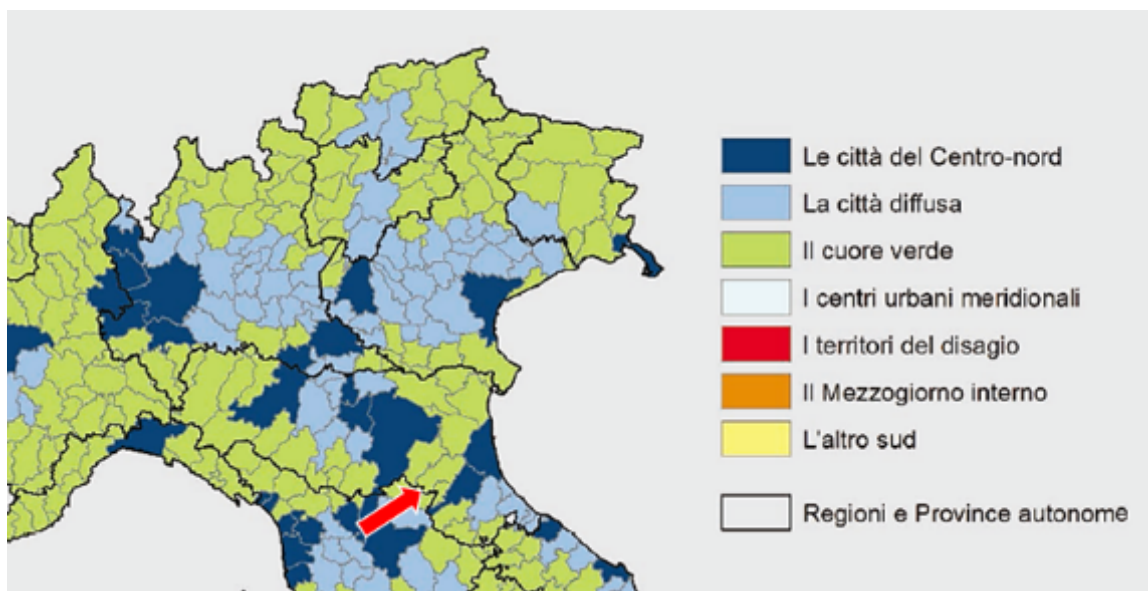 Le città del Centro-nord
La città diffusa
Il cuore verde
I centri urbani meridionali
I territori del disagio
Il Mezzogiorno interno
L'altro sud
Regioni e Province autonome